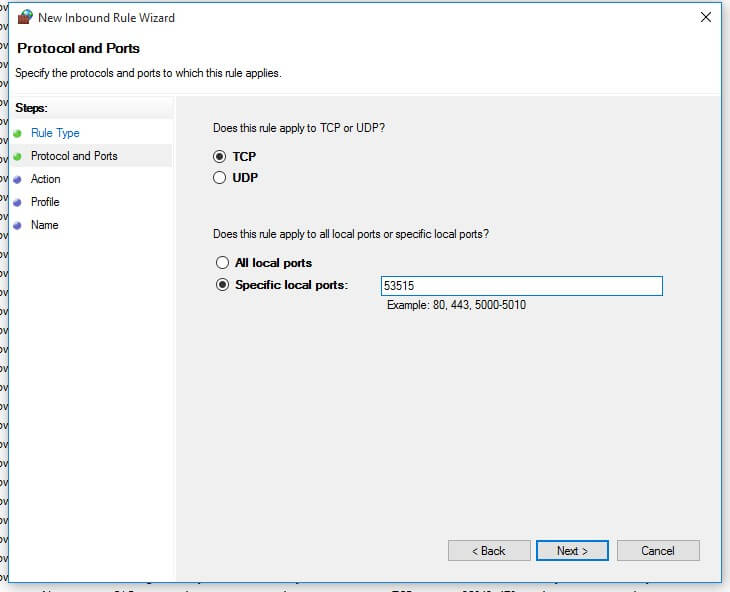 New Inbound Rule Wizard
Protocol and Ports
Specify the protocols and ports to which this rule applies.
Steps:
Rule Type
Protocol and Ports
Action
Profile
Name
Does this rule apply to TCP or UDP?
TCP
UDP
Does this rule apply to all local ports or specific local ports?
All local ports
Specific local ports:
53515
Example: 80, 443, 5000-5010
< Back
Next >
Cancel